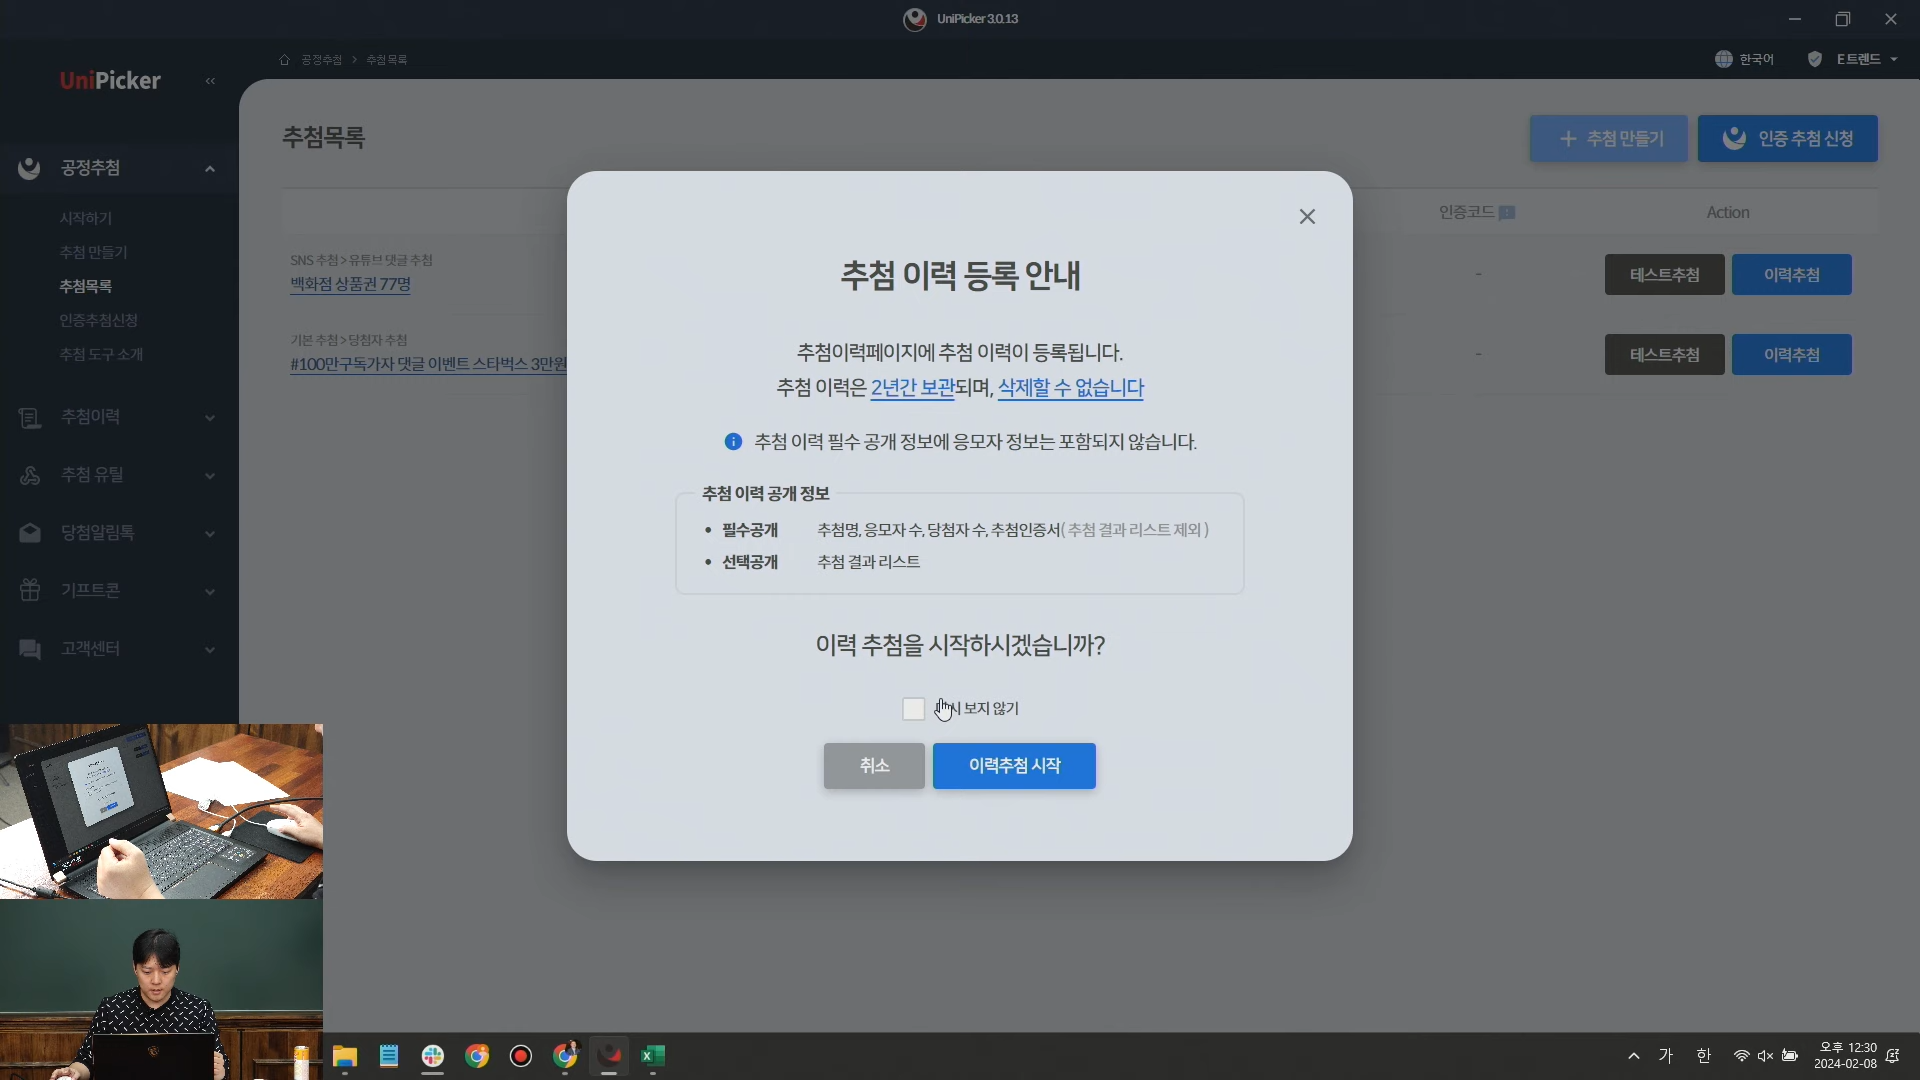 UniPicker 3.0.13
UniPicker
공정추첨 > 추첨목록
한국어
E트렌드
공정추첨
시작하기
추첨 만들기
추첨목록
인증추첨신청
추첨 도구 소개
추첨이력
추첨 유틸
당첨알림톡
기프트콘
고객센터
추첨목록
+ 추첨 만들기
인증 추첨 신청
인증코드
Action
SNS 추첨 > 유튜브 댓글 추첨
백화점 상품권 77명
-
테스트추첨
이력추첨
기본 추첨 > 당첨자 추첨
#100만구독가자 댓글 이벤트 스타벅스 3만원
-
테스트추첨
이력추첨
추첨 이력 등록 안내
추첨이력페이지에 추첨 이력이 등록됩니다.
추첨 이력은 2년간 보관되며, 삭제할 수 없습니다
추첨 이력 필수 공개 정보에 응모자 정보는 포함되지 않습니다.
추첨 이력 공개 정보
• 필수공개 추첨명, 응모자 수, 당첨자 수, 추첨인증서( 추첨 결과 리스트 제외 )
• 선택공개 추첨 결과 리스트
이력 추첨을 시작하시겠습니까?
보지 않기
취소
이력추첨 시작
가
한
오후 12:30
2024-02-08